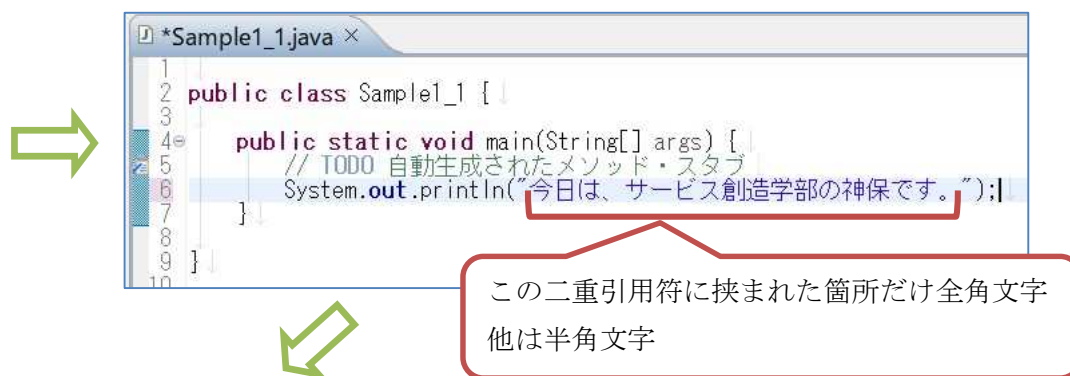 *Sample1_1.java
1
2 public class Sample1_1 {
3
4 public static void main(String[] args) {
5 // TODO 自動生成されたメソッド・スタブ
6 System.out.println("今日は、サービス創造学部の神保です。");
7 }
8
9 }
10
この二重引用符に挟まれた箇所だけ全角文字
他は半角文字